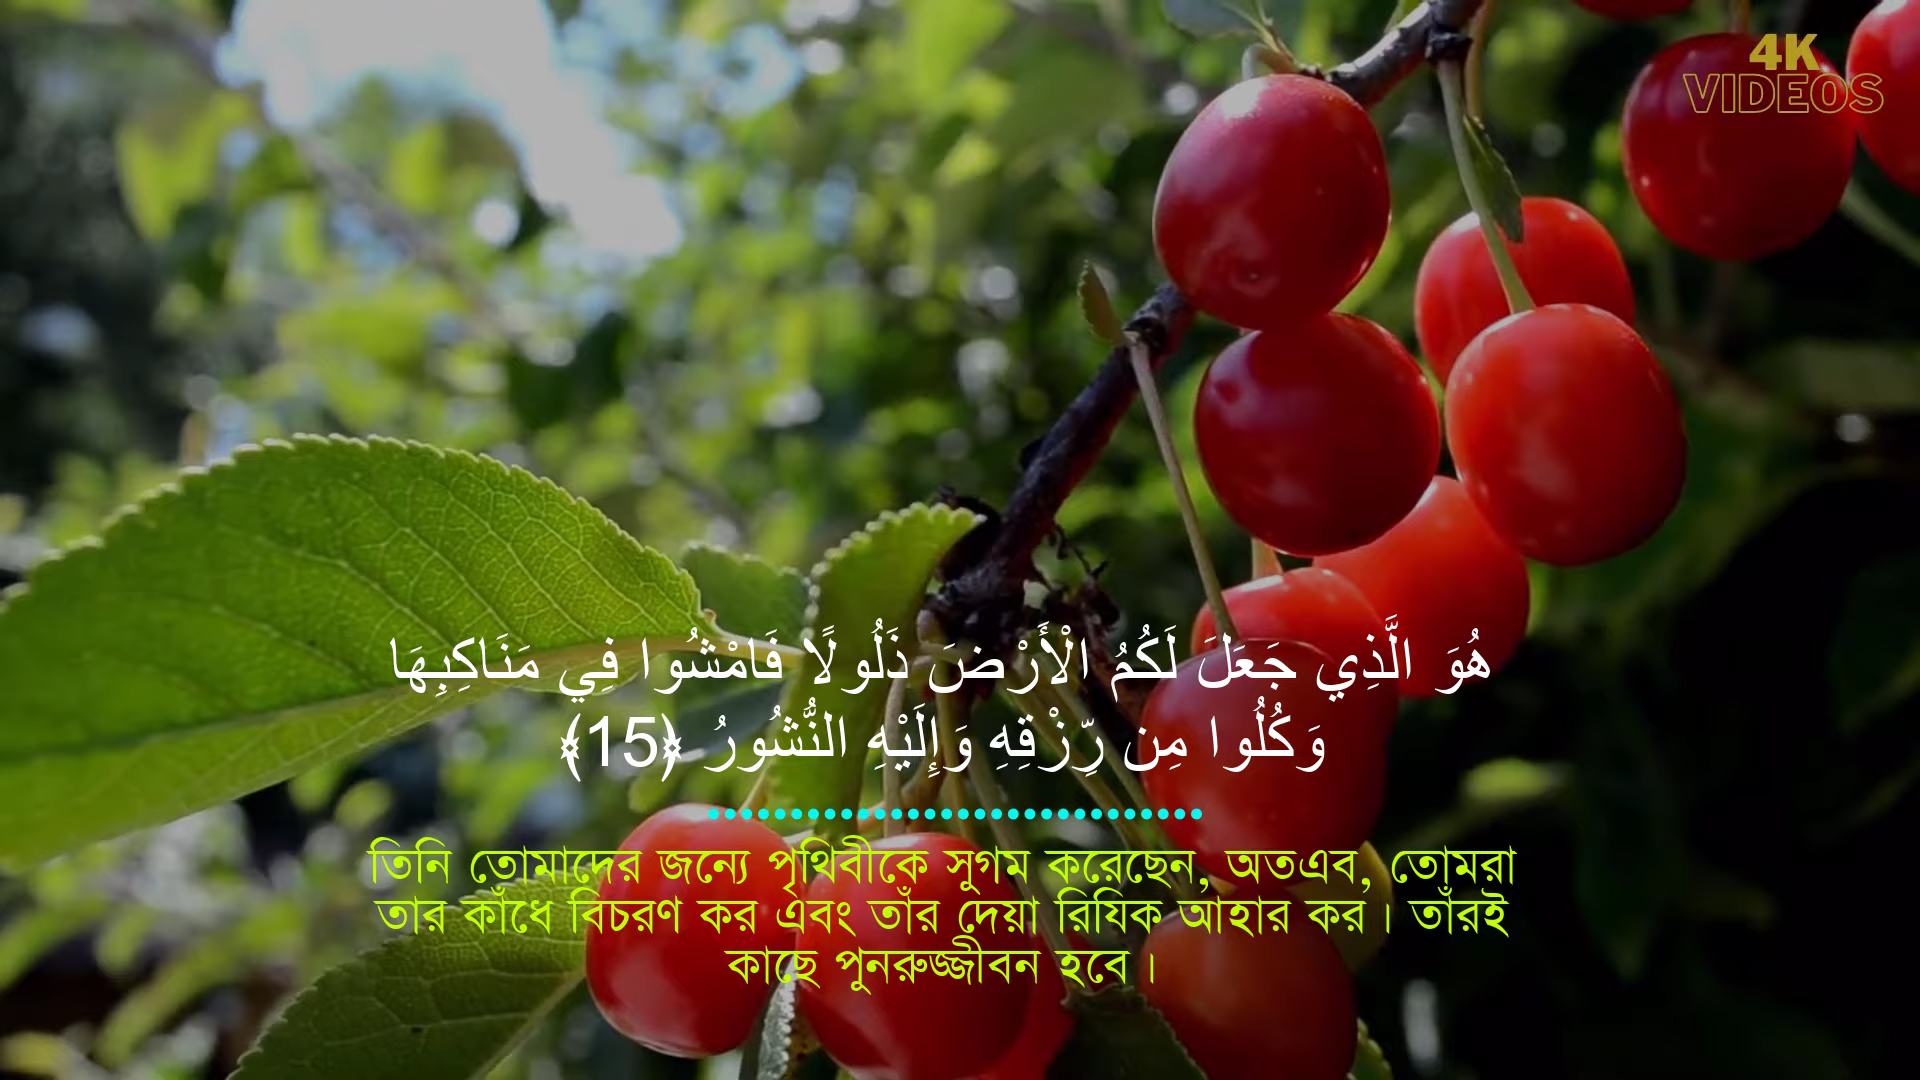 4K
VIDEOS
هُوَ الَّذِي جَعَلَ لَكُمُ الْأَرْضَ ذَلُولًا فَامْشُوا فِي مَنَاكِبِهَا
وَكُلُوا مِن رِّزْقِهِ وَإِلَيْهِ النُّشُورُ ﴿15﴾
তিনি তোমাদের জন্যে পৃথিবীকে সুগম করেছেন, অতএব, তোমরা
তার কাঁধে বিচরণ কর এবং তাঁর দেয়া রিযিক আহার কর। তাঁরই
কাছে পুনরুজ্জীবন হবে।